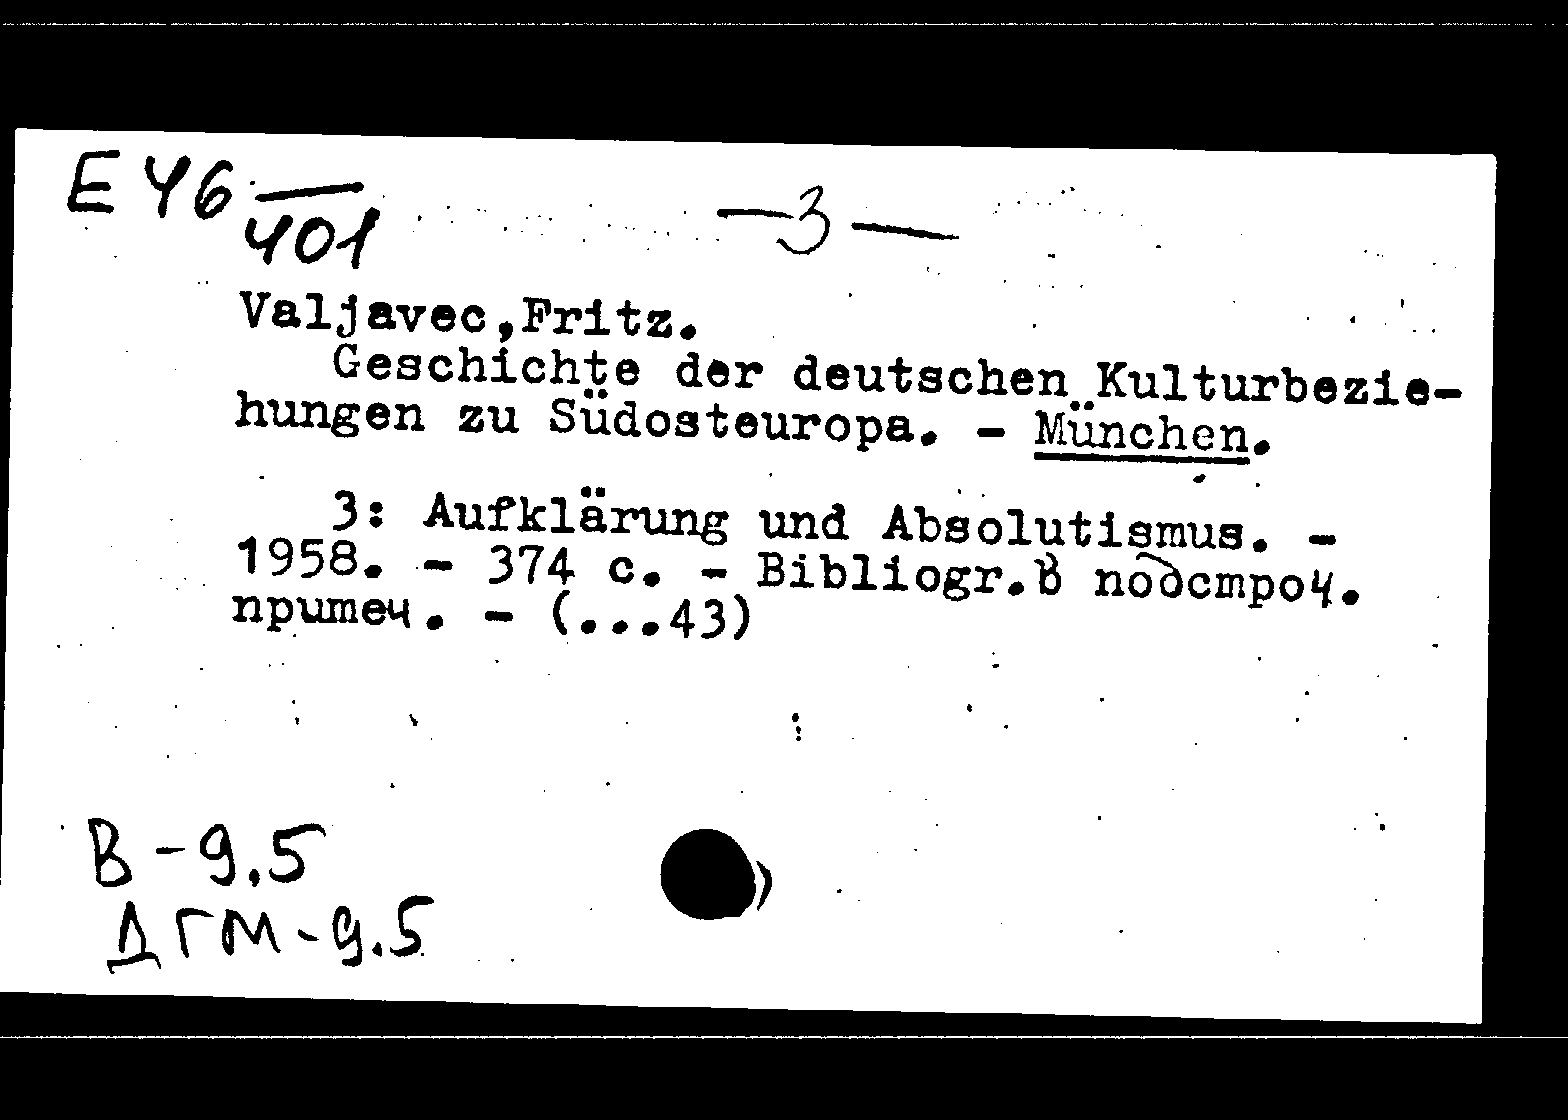 E 46
401
— 3 —
Valjavec,Fritz.
Geschichte der deutschen Kulturbezie-
hungen zu Südosteuropa. - München.
3: Aufklärung und Absolutismus. -
1958. - 374 c. - Bibliogr.в подстроч.
примеч. - (...43)
В-9.5
ДГМ-9.5